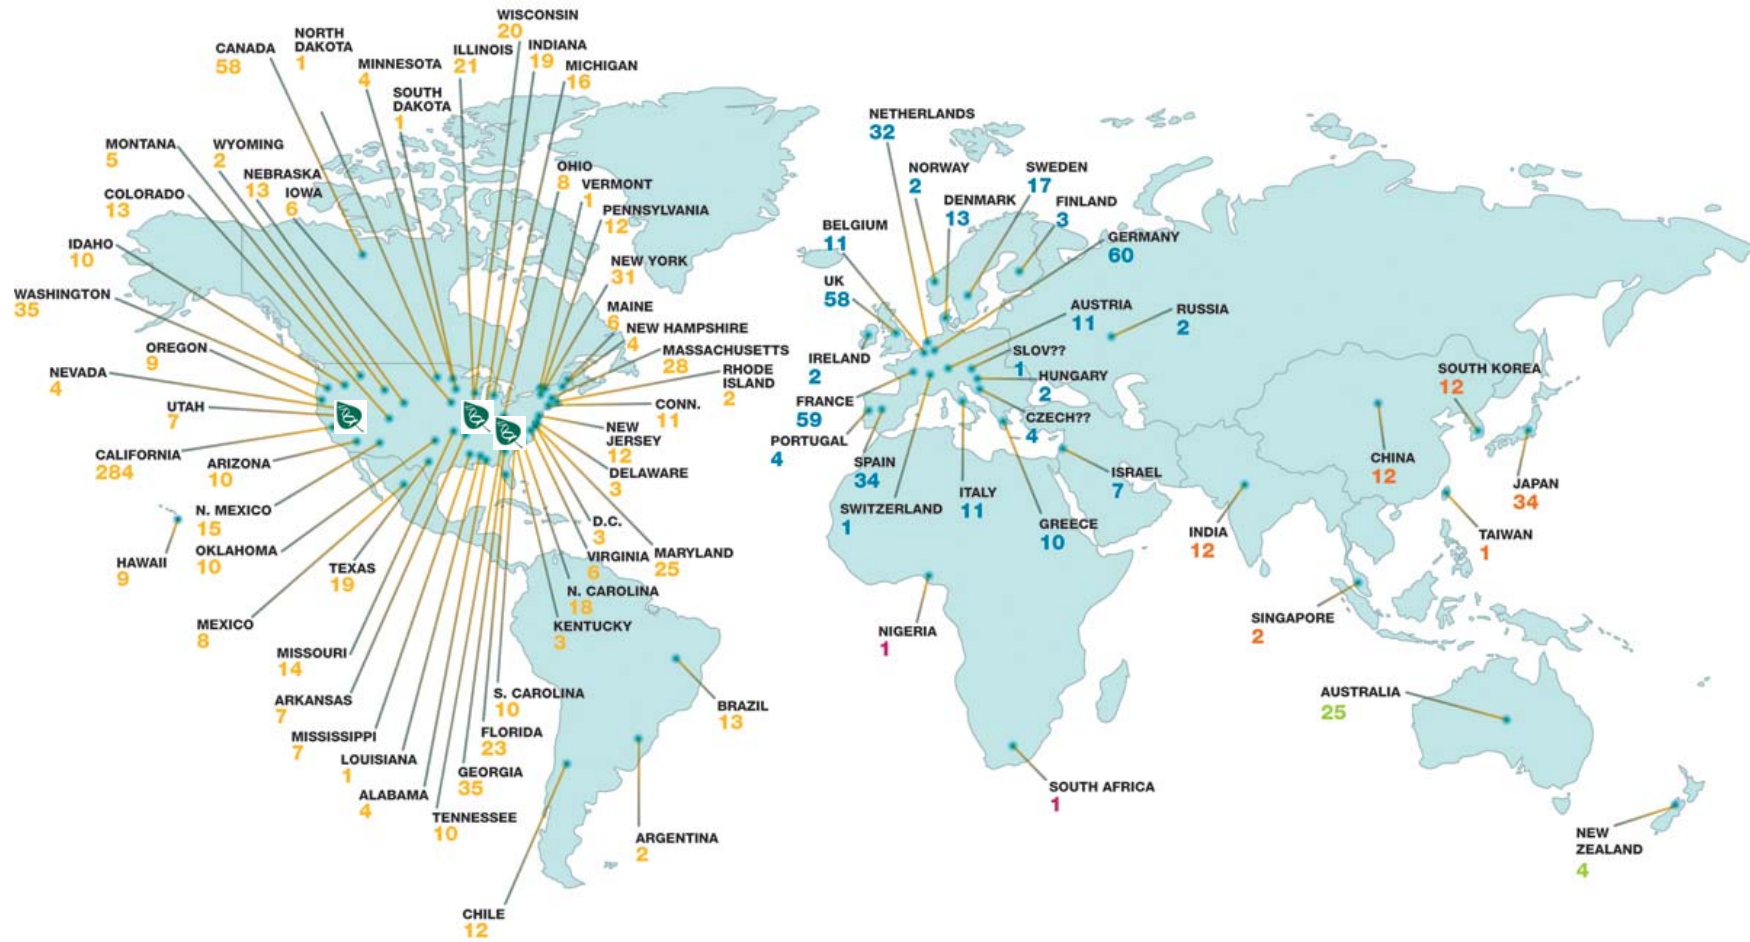 WISCONSIN
20
NORTH
DAKOTA
1
CANADA
58
MINNESOTA
4
ILLINOIS
21
INDIANA
19
MICHIGAN
16
SOUTH
DAKOTA
1
MONTANA
5
WYOMING
2
NEBRASKA
13
IOWA
6
COLORADO
13
OHIO
8
VERMONT
1
PENNSYLVANIA
12
IDAHO
10
NEW YORK
31
WASHINGTON
35
MAINE
6
NEW HAMPSHIRE
4
OREGON
9
MASSACHUSETTS
28
NEVADA
4
RHODE
ISLAND
2
UTAH
7
CONN.
11
CALIFORNIA
284
ARIZONA
10
NEW
JERSEY
12
DELAWARE
3
N. MEXICO
15
HAWAII
9
OKLAHOMA
10
TEXAS
19
D.C.
3
VIRGINIA
6
MARYLAND
25
N. CAROLINA
18
KENTUCKY
3
MEXICO
8
MISSOURI
14
ARKANSAS
7
MISSISSIPPI
7
LOUISIANA
1
ALABAMA
4
TENNESSEE
10
GEORGIA
35
FLORIDA
23
S. CAROLINA
10
BRAZIL
13
ARGENTINA
2
CHILE
12
NETHERLANDS
32
NORWAY
2
SWEDEN
17
DENMARK
13
FINLAND
3
BELGIUM
11
GERMANY
60
UK
58
AUSTRIA
11
RUSSIA
2
IRELAND
2
SLOV??
1
HUNGARY
2
FRANCE
59
CZECH??
4
PORTUGAL
4
SPAIN
34
SWITZERLAND
1
ITALY
11
GREECE
10
ISRAEL
7
SOUTH KOREA
12
CHINA
12
JAPAN
34
INDIA
12
TAIWAN
1
SINGAPORE
2
NIGERIA
1
SOUTH AFRICA
1
AUSTRALIA
25
NEW
ZEALAND
4